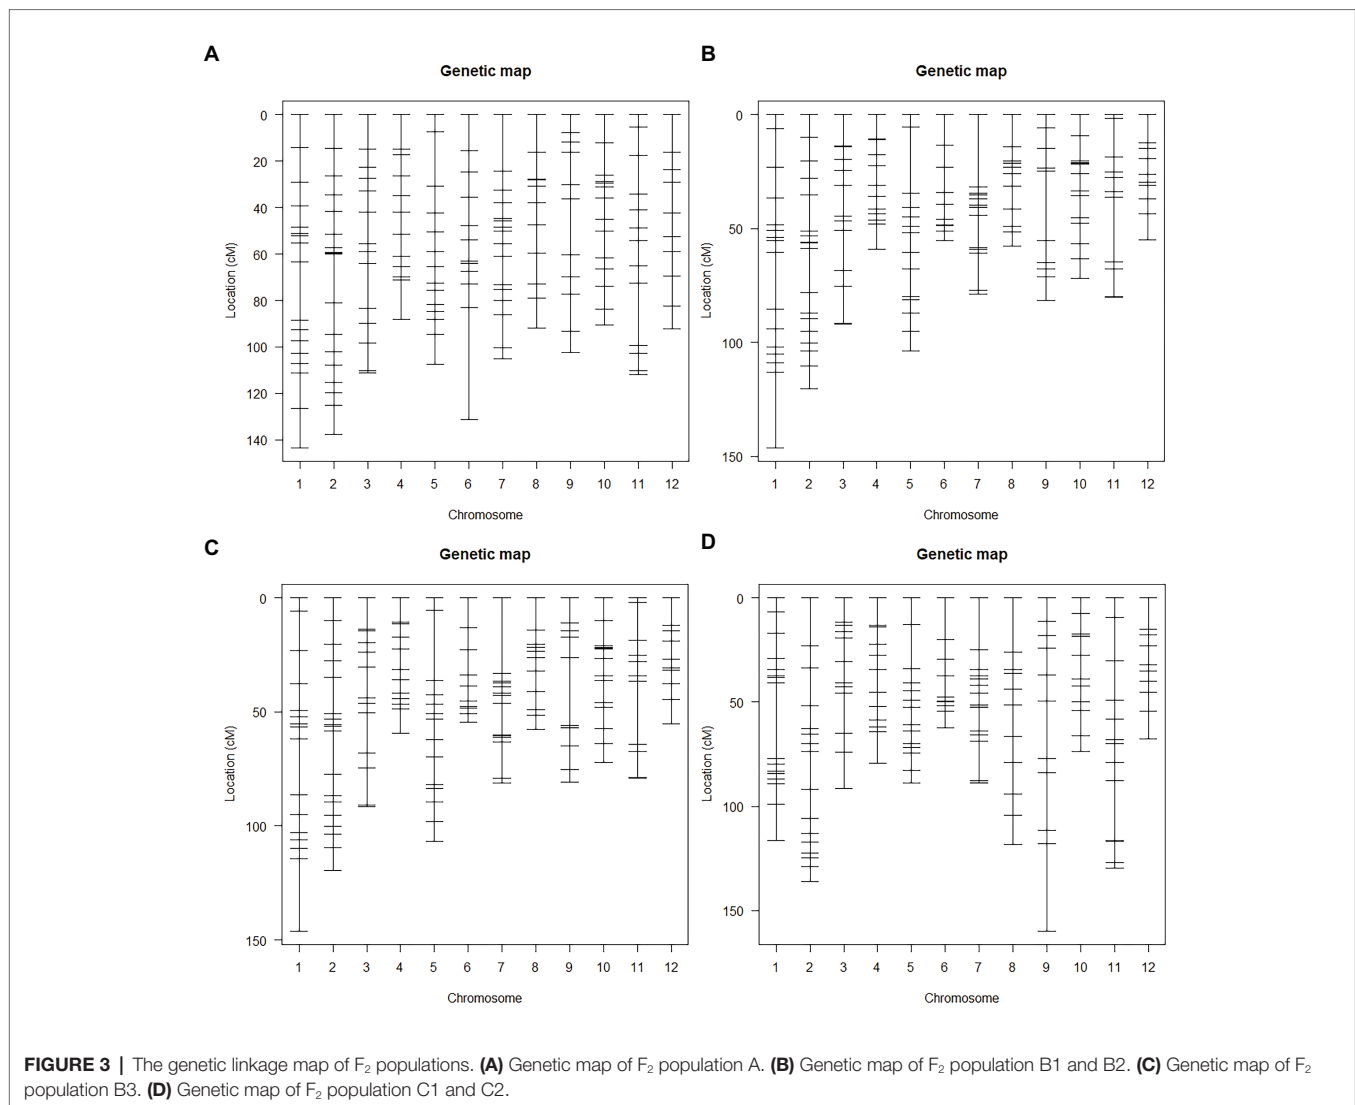 A
Genetic map
0
20
40
60
80
100
120
140
Location (cM)
1 2 3 4 5 6 7 8 9 10 11 12
Chromosome
B
Genetic map
0
50
100
150
Location (cM)
1 2 3 4 5 6 7 8 9 10 11 12
Chromosome
C
Genetic map
0
50
100
150
Location (cM)
1 2 3 4 5 6 7 8 9 10 11 12
Chromosome
D
Genetic map
0
50
100
150
Location (cM)
1 2 3 4 5 6 7 8 9 10 11 12
Chromosome
FIGURE 3 | The genetic linkage map of F₂ populations. (A) Genetic map of F₂ population A. (B) Genetic map of F₂ population B1 and B2. (C) Genetic map of F₂
population B3. (D) Genetic map of F₂ population C1 and C2.